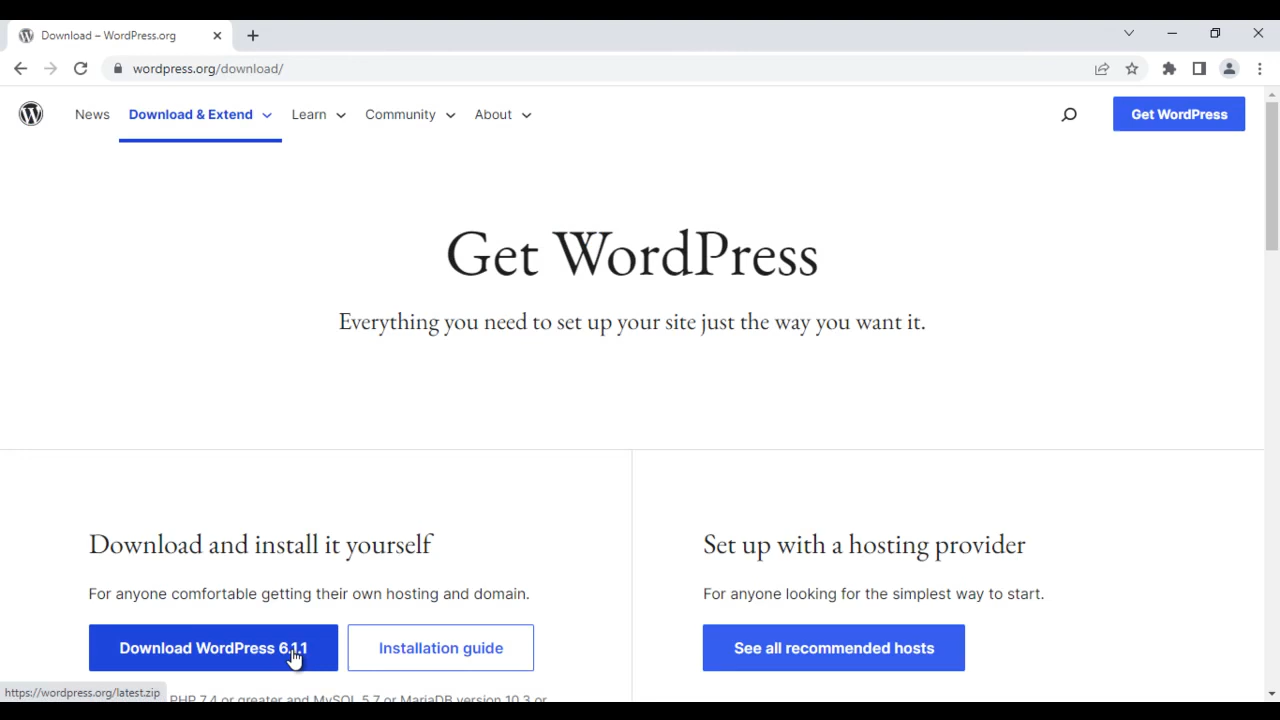 Download – WordPress.org
wordpress.org/download/
News Download & Extend Learn Community About Get WordPress
Get WordPress
Everything you need to set up your site just the way you want it.
Download and install it yourself
For anyone comfortable getting their own hosting and domain.
Download WordPress 6.1.1 Installation guide
Set up with a hosting provider
For anyone looking for the simplest way to start.
See all recommended hosts
https://wordpress.org/latest.zip
PHP 7.4 or greater and MySQL 5.7 or MariaDB version 10.3 or